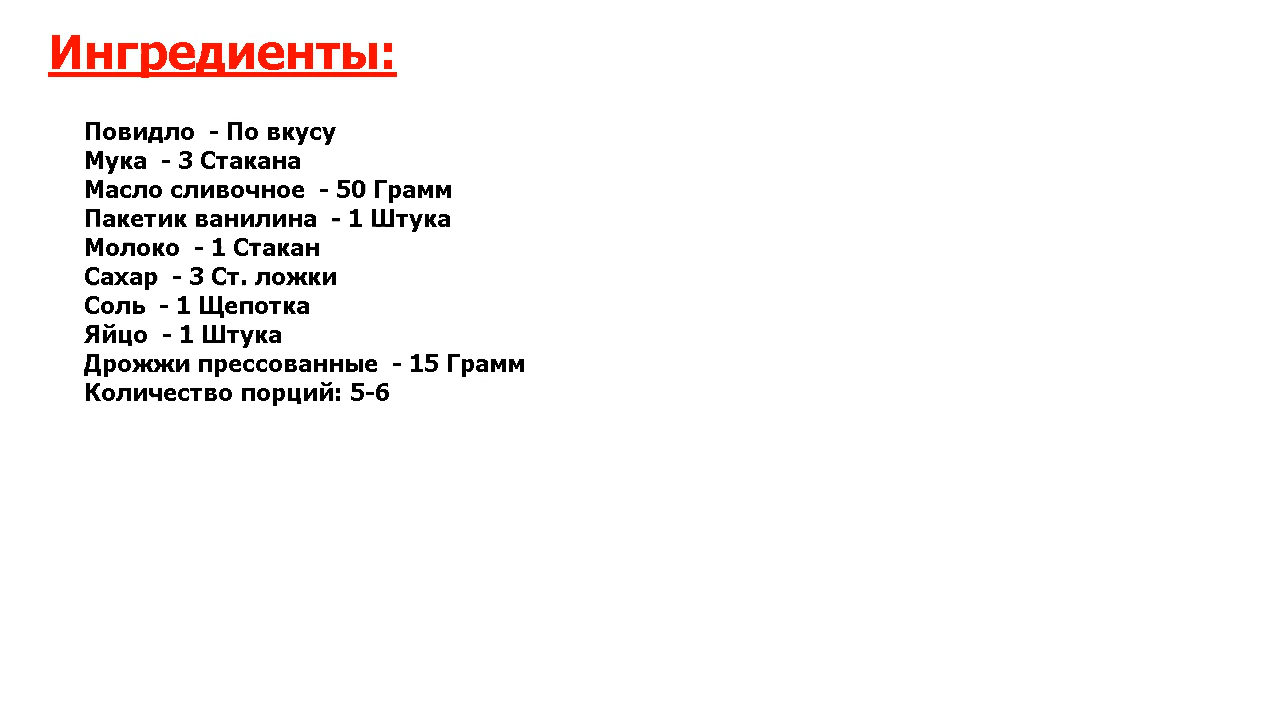 Ингредиенты:
Повидло  - По вкусу
Мука  - 3 Стакана
Масло сливочное  - 50 Грамм
Пакетик ванилина  - 1 Штука
Молоко  - 1 Стакан
Сахар  - 3 Ст. ложки
Соль  - 1 Щепотка
Яйцо  - 1 Штука
Дрожжи прессованные  - 15 Грамм
Количество порций: 5-6